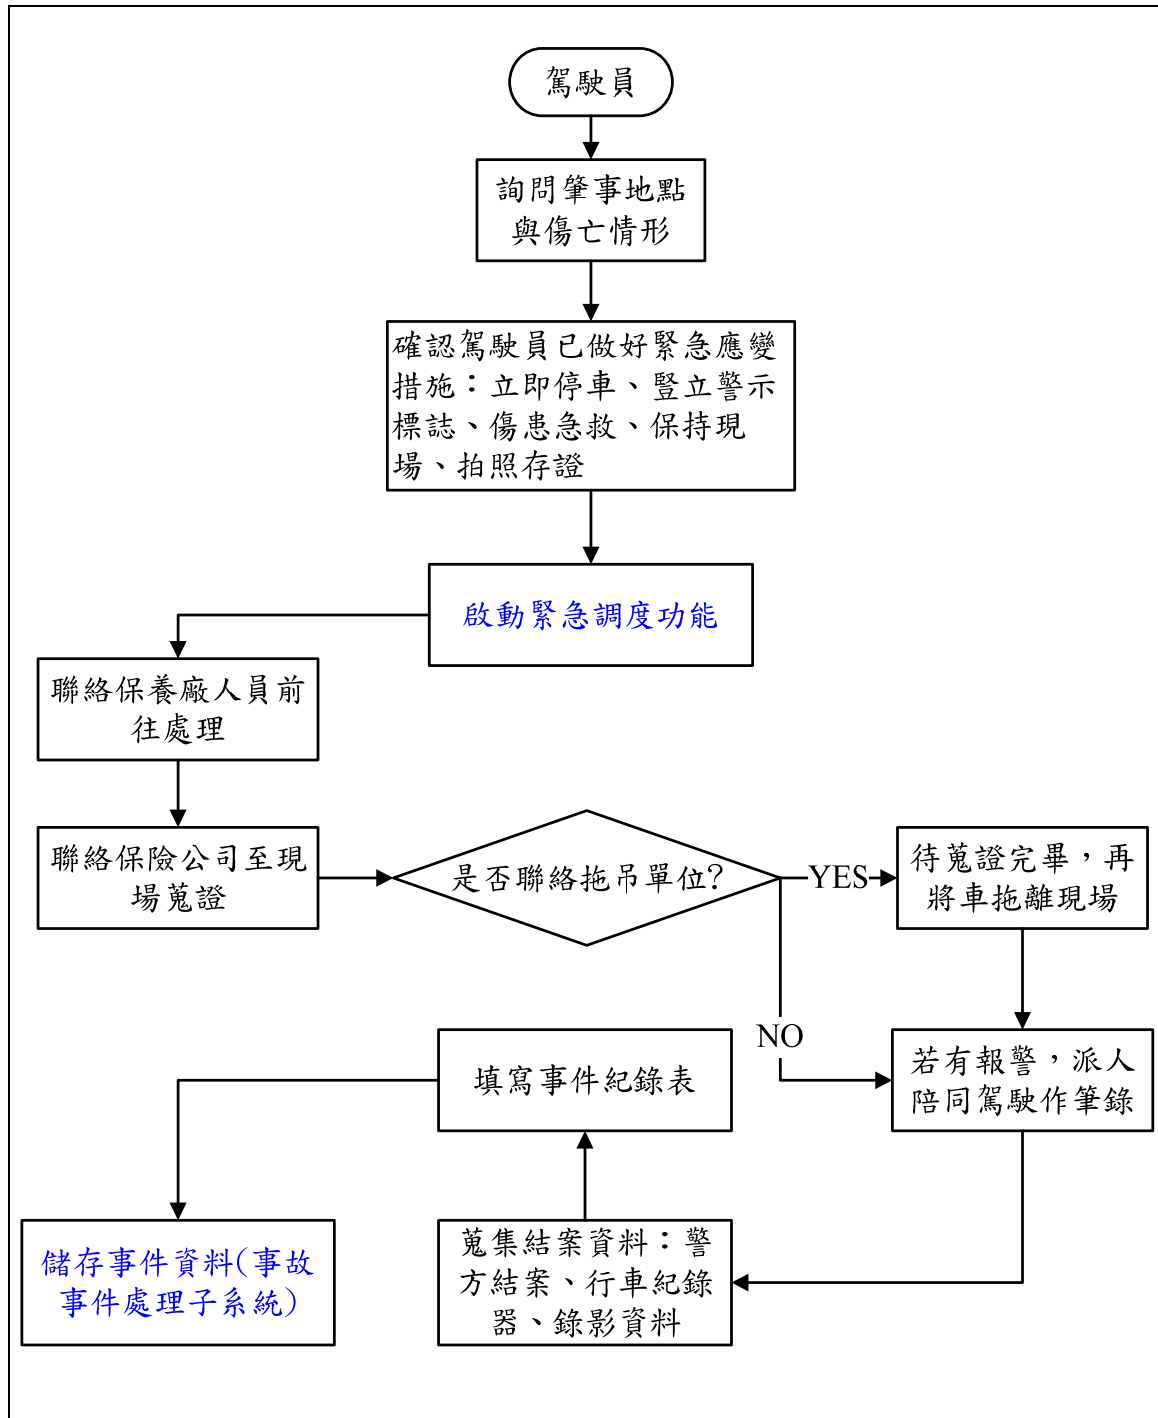 駕駛員
詢問肇事地點
與傷亡情形
確認駕駛員已做好緊急應變
措施：立即停車、豎立警示
標誌、傷患急救、保持現
場、拍照存證
啟動緊急調度功能
聯絡保養廠人員前
往處理
聯絡保險公司至現
場蒐證
是否聯絡拖吊單位?
YES
待蒐證完畢，再
將車拖離現場
NO
若有報警，派人
陪同駕駛作筆錄
蒐集結案資料：警
方結案、行車紀錄
器、錄影資料
填寫事件紀錄表
儲存事件資料(事故
事件處理子系統)